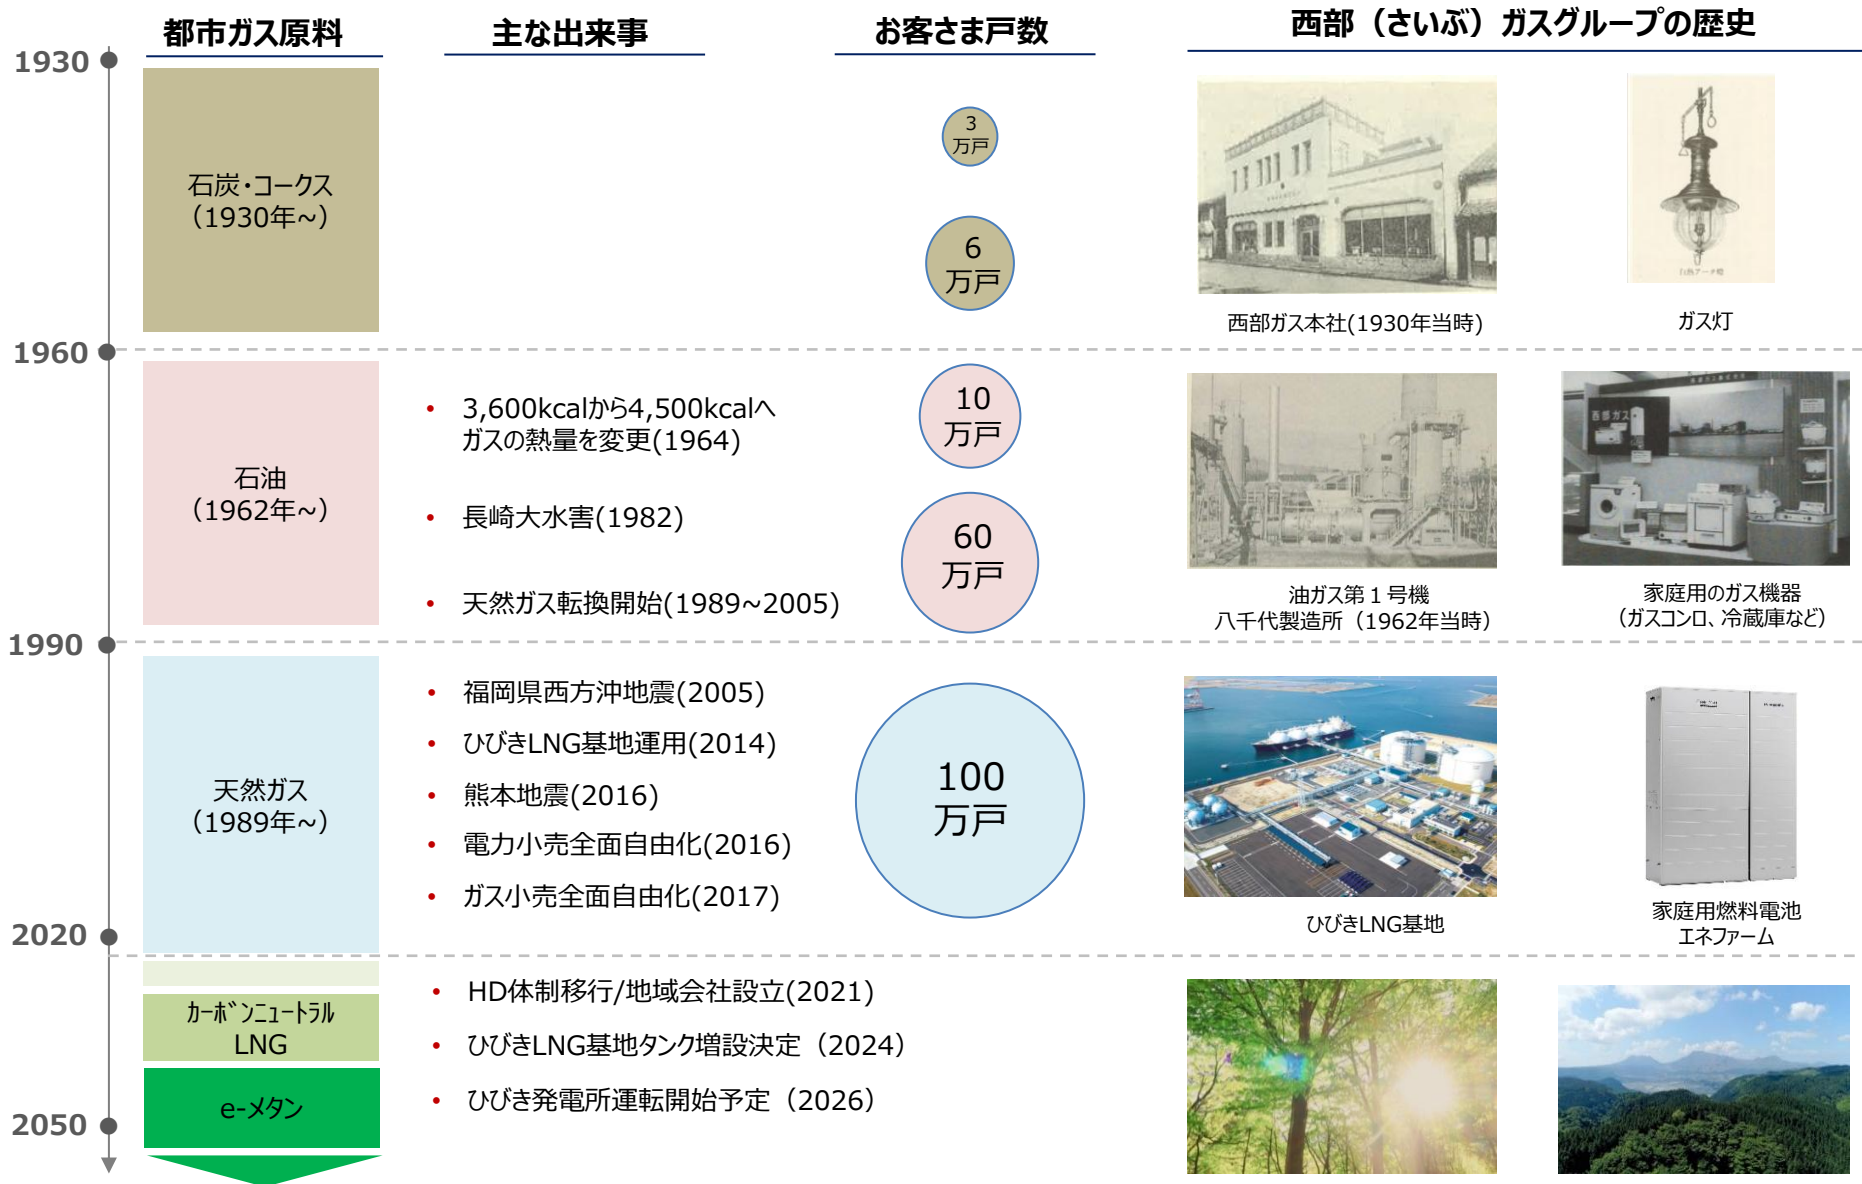 都市ガス原料
主な出来事
お客さま戸数
西部（さいぶ）ガスグループの歴史
1930
石炭・コークス
（1930年~）
3
万戸
6
万戸
西部ガス本社(1930年当時)
白熱アーク燈
ガス灯
1960
石油
（1962年~）
• 3,600kcalから4,500kcalへ
ガスの熱量を変更(1964)
• 長崎大水害(1982)
• 天然ガス転換開始(1989~2005)
10
万戸
60
万戸
油ガス第１号機
八千代製造所（1962年当時）
西部ガス
家庭用のガス機器
（ガスコンロ、冷蔵庫など）
1990
天然ガス
（1989年~）
• 福岡県西方沖地震(2005)
• ひびきLNG基地運用(2014)
• 熊本地震(2016)
• 電力小売全面自由化(2016)
• ガス小売全面自由化(2017)
100
万戸
ひびきLNG基地
家庭用燃料電池
エネファーム
2020
ｶｰﾎﾞﾝﾆｭｰﾄﾗﾙ
LNG
e-メタン
• HD体制移行/地域会社設立(2021)
• ひびきLNG基地タンク増設決定（2024）
• ひびき発電所運転開始予定（2026）
2050